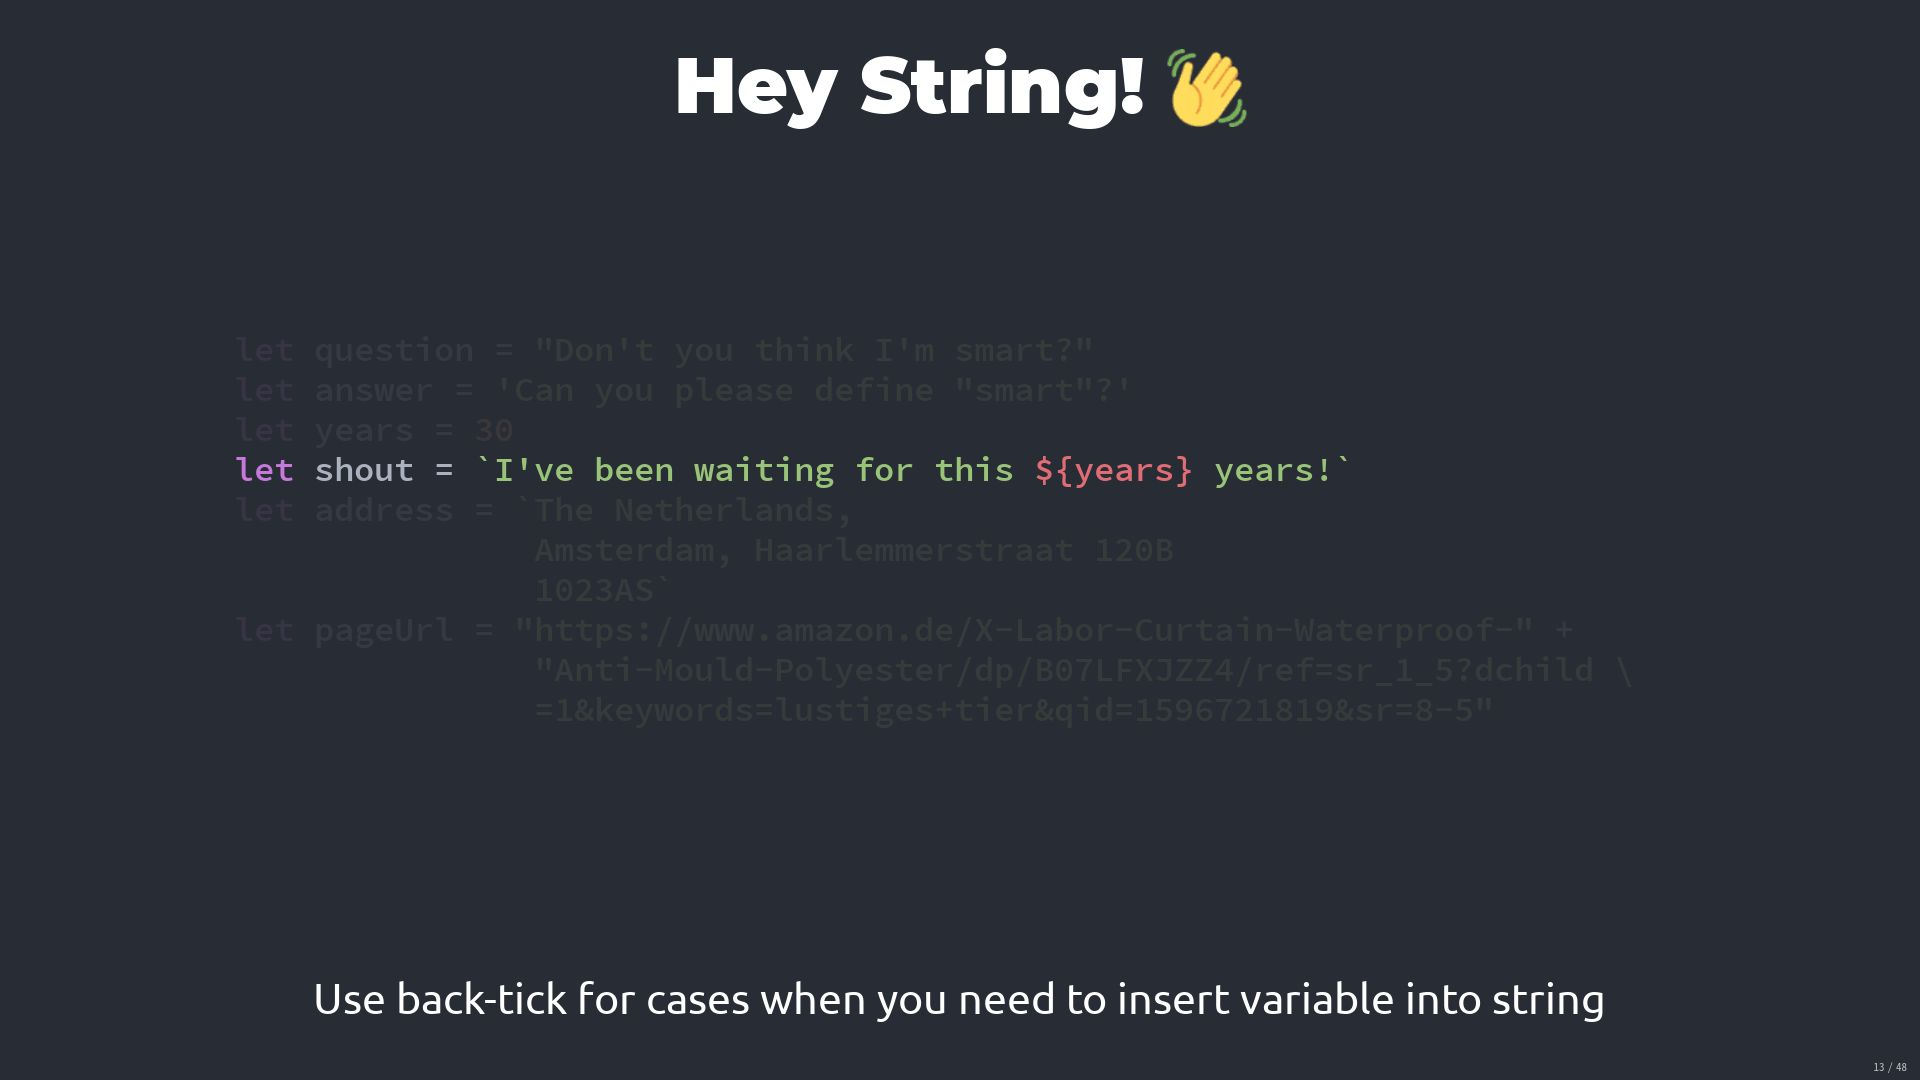 Hey String! 👋
let question = "Don't you think I'm smart?"
let answer = 'Can you please define "smart"?'
let years = 30
let shout = `I've been waiting for this ${years} years!`
let address = `The Netherlands,
Amsterdam, Haarlemmerstraat 120B
1023AS`
let pageUrl = "https://www.amazon.de/X-Labor-Curtain-Waterproof-" +
"Anti-Mould-Polyester/dp/B07LFXJZZ4/ref=sr_1_5?dchild \
=1&keywords=lustiges+tier&qid=1596721819&sr=8-5"
Use back-tick for cases when you need to insert variable into string
13 / 48